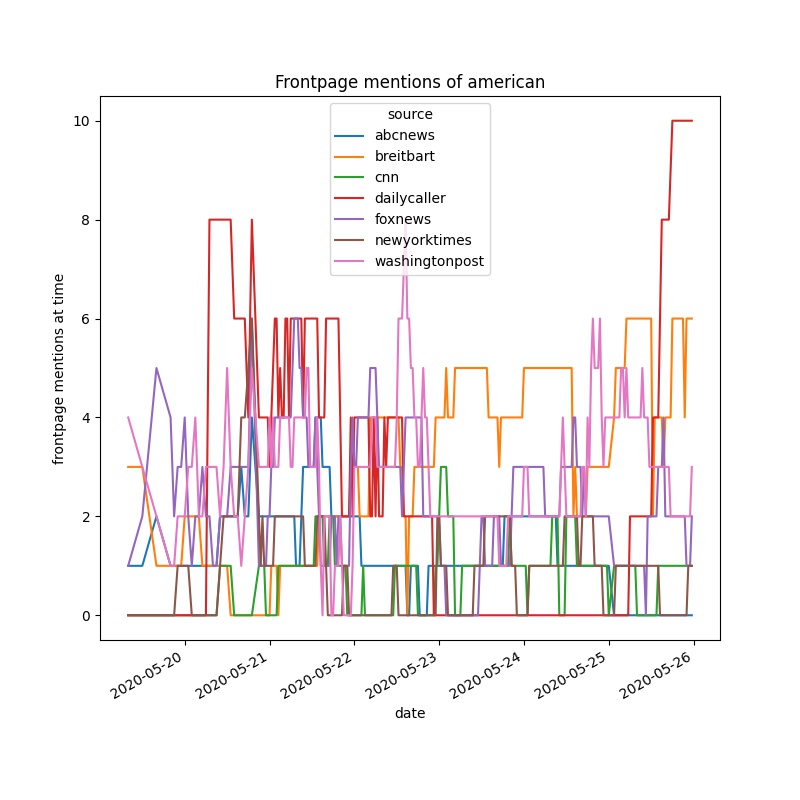 Frontpage mentions of american
source
abcnews
breitbart
cnn
dailycaller
foxnews
newyorktimes
washingtonpost
frontpage mentions at time
10
8
6
4
2
0
2020-05-20
2020-05-21
2020-05-22
2020-05-23
2020-05-24
2020-05-25
2020-05-26
date